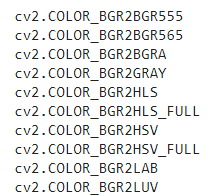 cv2.COLOR_BGR2BGR555
cv2.COLOR_BGR2BGR565
cv2.COLOR_BGR2BGRA
cv2.COLOR_BGR2GRAY
cv2.COLOR_BGR2HLS
cv2.COLOR_BGR2HLS_FULL
cv2.COLOR_BGR2HSV
cv2.COLOR_BGR2HSV_FULL
cv2.COLOR_BGR2LAB
cv2.COLOR_BGR2LUV